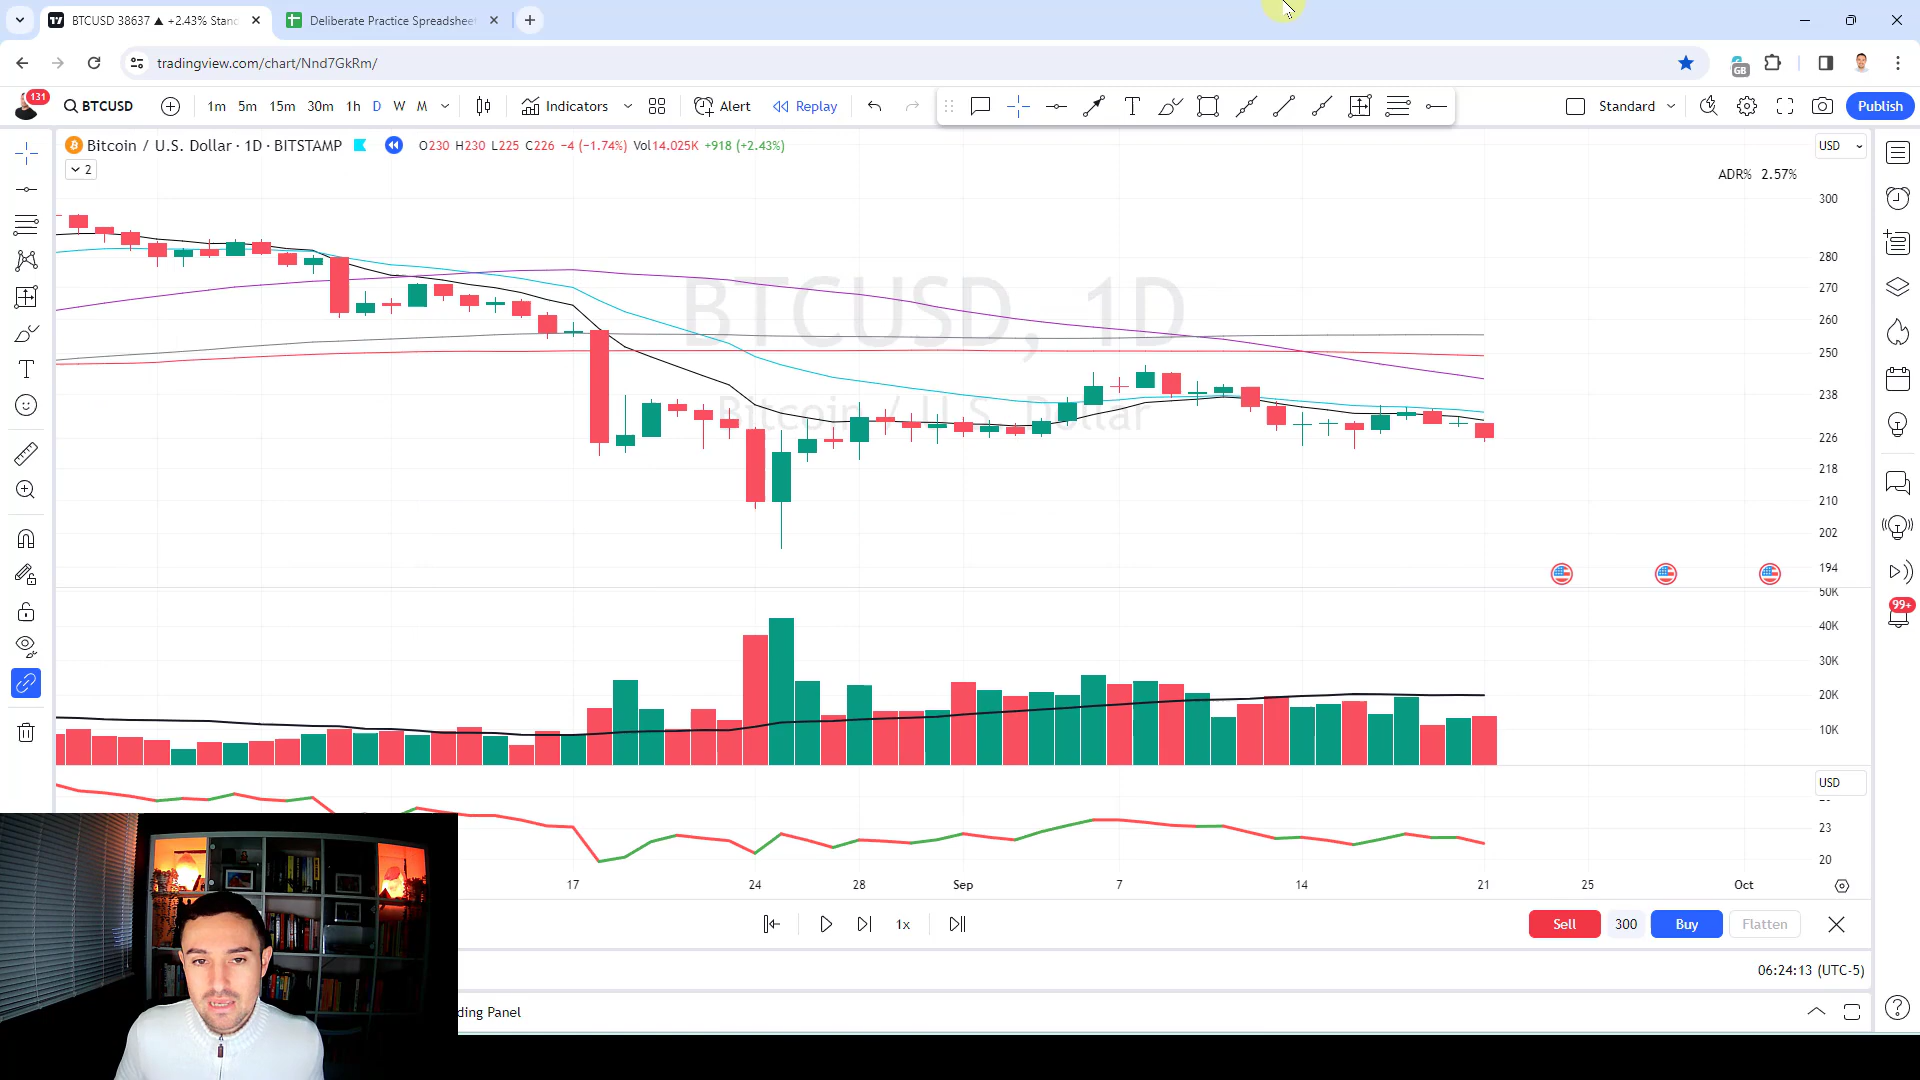 BTCUSD 38637 ▲ +2.43% Stand
Deliberate Practice Spreadsheet
tradingview.com/chart/Nnd7GkRm/
GB
131
BTCUSD
1m 5m 15m 30m 1h D W M
Indicators
Alert
Replay
Standard
Publish
Bitcoin / U.S. Dollar · 1D · BITSTAMP
O230 H230 L225 C226 −4 (−1.74%) Vol14.025K +918 (+2.43%)
2
USD
ADR% 2.57%
BTCUSD, 1D
Bitcoin / U.S. Dollar
300
280
270
260
250
238
226
218
210
202
194
50K
40K
30K
20K
10K
USD
23
20
99+
17 24 28 Sep 7 14 21 25 Oct
1x
Sell 300 Buy Flatten
06:24:13 (UTC-5)
ding Panel